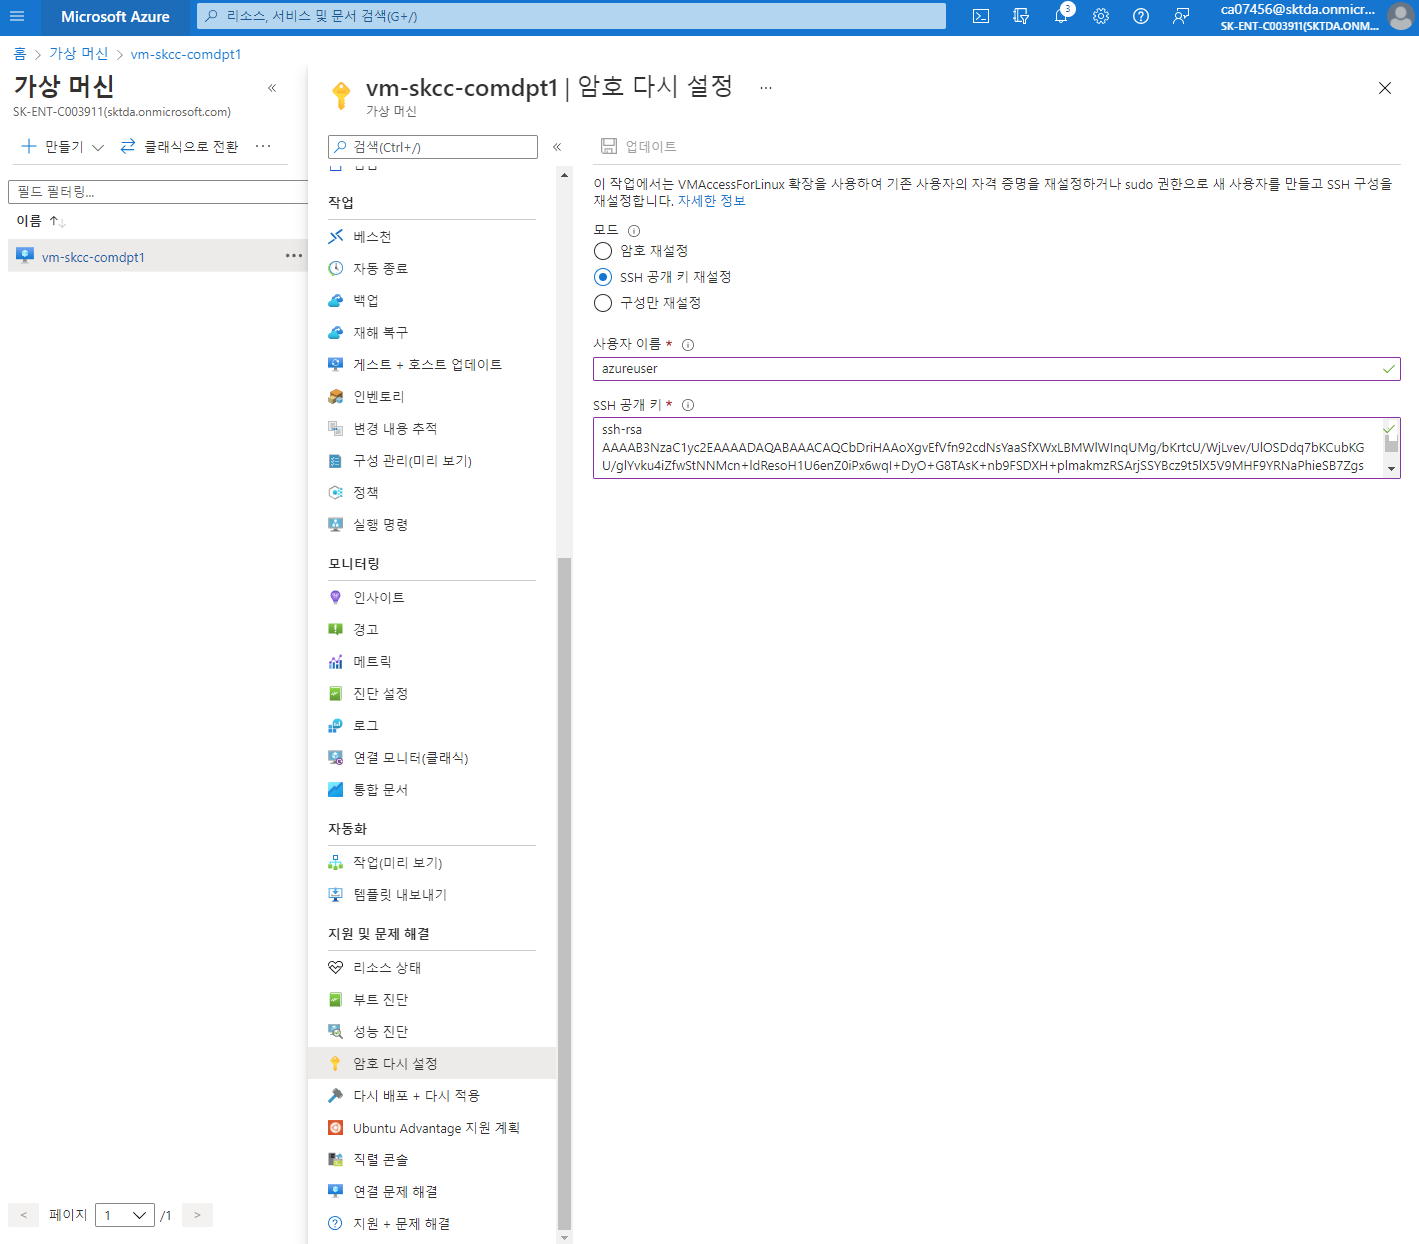 Microsoft Azure
리소스, 서비스 및 문서 검색(G+/)
3
ca07456@sktda.onmicr...
SK-ENT-C003911(SKTDA.ONM...
홈 > 가상 머신 > vm-skcc-comdpt1
가상 머신
SK-ENT-C003911(sktda.onmicrosoft.com)
만들기
클래식으로 전환
필드 필터링...
이름
vm-skcc-comdpt1
페이지 1 /1
vm-skcc-comdpt1 | 암호 다시 설정
가상 머신
검색(Ctrl+/)
작업
베스천
자동 종료
백업
재해 복구
게스트 + 호스트 업데이트
인벤토리
변경 내용 추적
구성 관리(미리 보기)
정책
실행 명령
모니터링
인사이트
경고
메트릭
진단 설정
로그
연결 모니터(클래식)
통합 문서
자동화
작업(미리 보기)
템플릿 내보내기
지원 및 문제 해결
리소스 상태
부트 진단
성능 진단
암호 다시 설정
다시 배포 + 다시 적용
Ubuntu Advantage 지원 계획
직렬 콘솔
연결 문제 해결
지원 + 문제 해결
업데이트
이 작업에서는 VMAccessForLinux 확장을 사용하여 기존 사용자의 자격 증명을 재설정하거나 sudo 권한으로 새 사용자를 만들고 SSH 구성을
재설정합니다. 자세한 정보
모드
암호 재설정
SSH 공개 키 재설정
구성만 재설정
사용자 이름 *
azureuser
SSH 공개 키 *
ssh-rsa
AAAAB3NzaC1yc2EAAAADAQABAAACAQCbDriHAAoXgvEfVfn92cdNsYaaSfXWxLBMWlWInqUMg/bKrtcU/WjLvev/UlOSDdq7bKCubKG
U/glYvku4iZfwStNNMcn+ldResoH1U6enZ0iPx6wqI+DyO+G8TAsK+nb9FSDXH+plmakmzRSArjSSYBcz9t5lX5V9MHF9YRNaPhieSB7Zgs